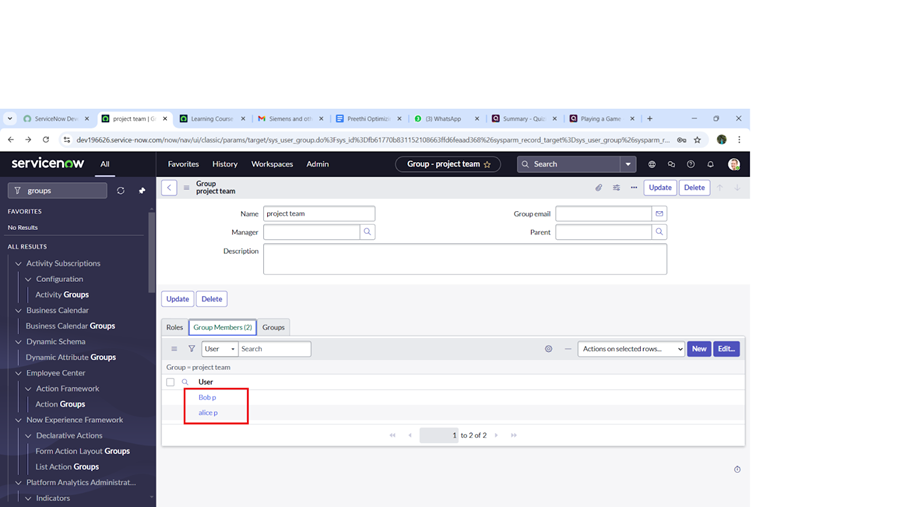 ServiceNow Dev
project team | G
Learning Cours
Siemens and oth
Preethi Optimiz
(3) WhatsApp
Summary - Qui
Playing a Game
dev196626.service-now.com/now/nav/ui/classic/params/target/sys_user_group.do%3Fsys_id%3Dfb61770b831152108663ffd6feaad368%26sysparm_record_target%3Dsys_user_group%26sysparm_r...
servicenow All Favorites History Workspaces Admin Group - project team Search
groups
FAVORITES
No Results
ALL RESULTS
Activity Subscriptions
Configuration
Activity Groups
Business Calendar
Business Calendar Groups
Dynamic Schema
Dynamic Attribute Groups
Employee Center
Action Framework
Action Groups
Now Experience Framework
Declarative Actions
Form Action Layout Groups
List Action Groups
Platform Analytics Administrat...
Indicators
Group
project team
Update Delete
Name project team
Group email
Manager
Parent
Description
Update Delete
Roles Group Members (2) Groups
User Search Actions on selected rows... New Edit...
Group = project team
User
Bob p
alice p
1 to 2 of 2